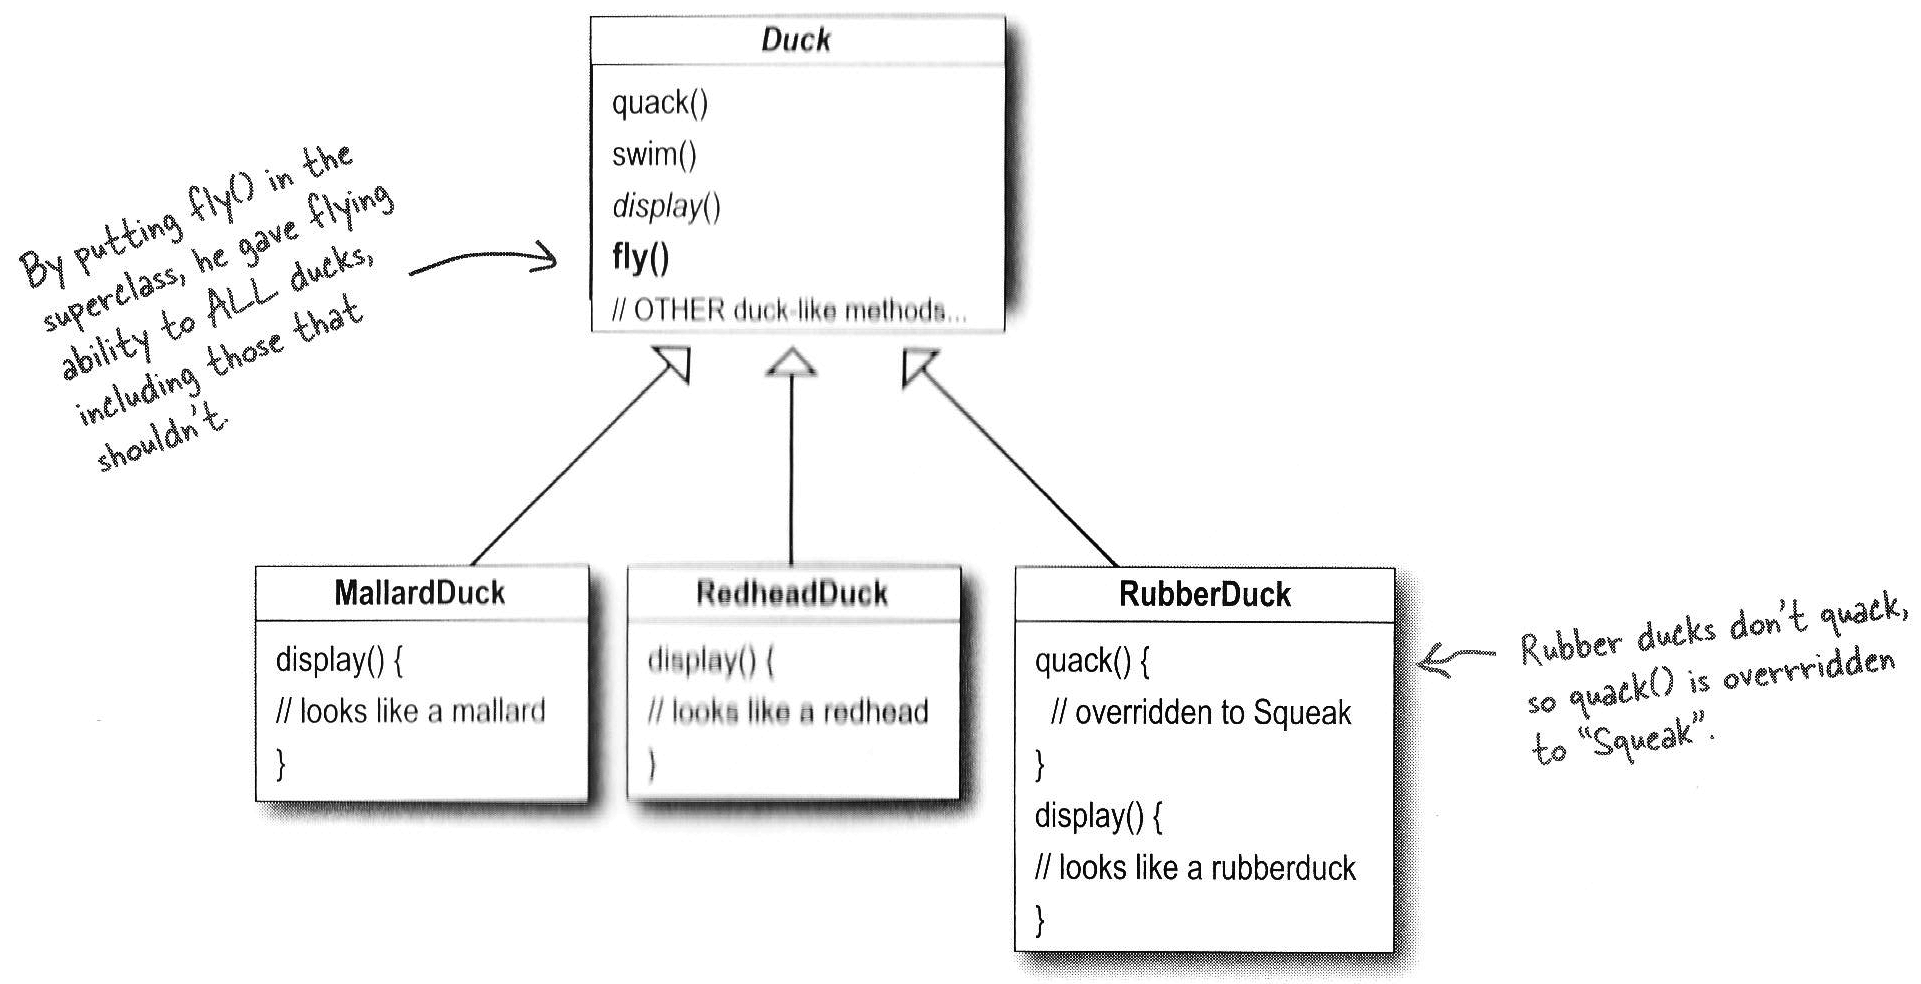 Duck
quack()
swim()
display()
fly()
// OTHER duck-like methods...
By putting fly() in the
superclass, he gave flying
ability to ALL ducks,
including those that
shouldn't.
MallardDuck
display() {
// looks like a mallard
}
RedheadDuck
display() {
// looks like a redhead
}
RubberDuck
quack() {
// overridden to Squeak
}
display() {
// looks like a rubberduck
}
Rubber ducks don't quack,
so quack() is overrridden
to "Squeak".